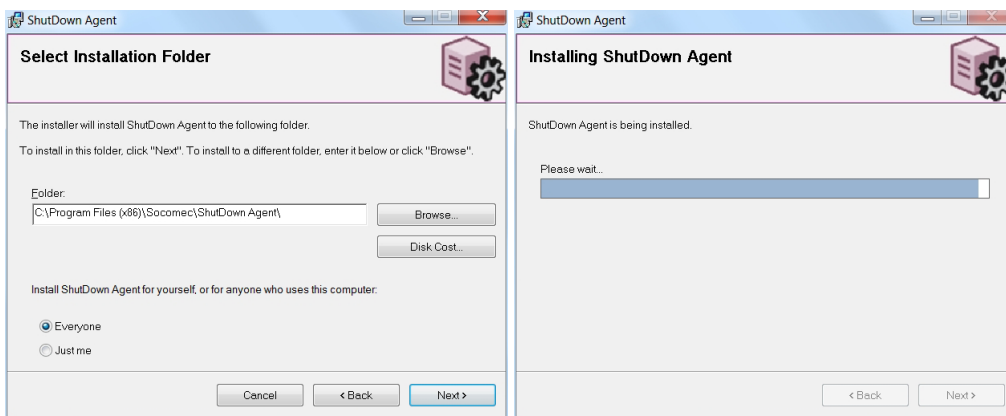 ShutDown Agent
Select Installation Folder
The installer will install ShutDown Agent to the following folder.
To install in this folder, click "Next". To install to a different folder, enter it below or click "Browse".
Folder:
C:\Program Files (x86)\Socomec\ShutDown Agent\
Browse...
Disk Cost...
Install ShutDown Agent for yourself, or for anyone who uses this computer:
Everyone
Just me
Cancel
< Back
Next >
ShutDown Agent
Installing ShutDown Agent
ShutDown Agent is being installed.
Please wait...
< Back
Next >